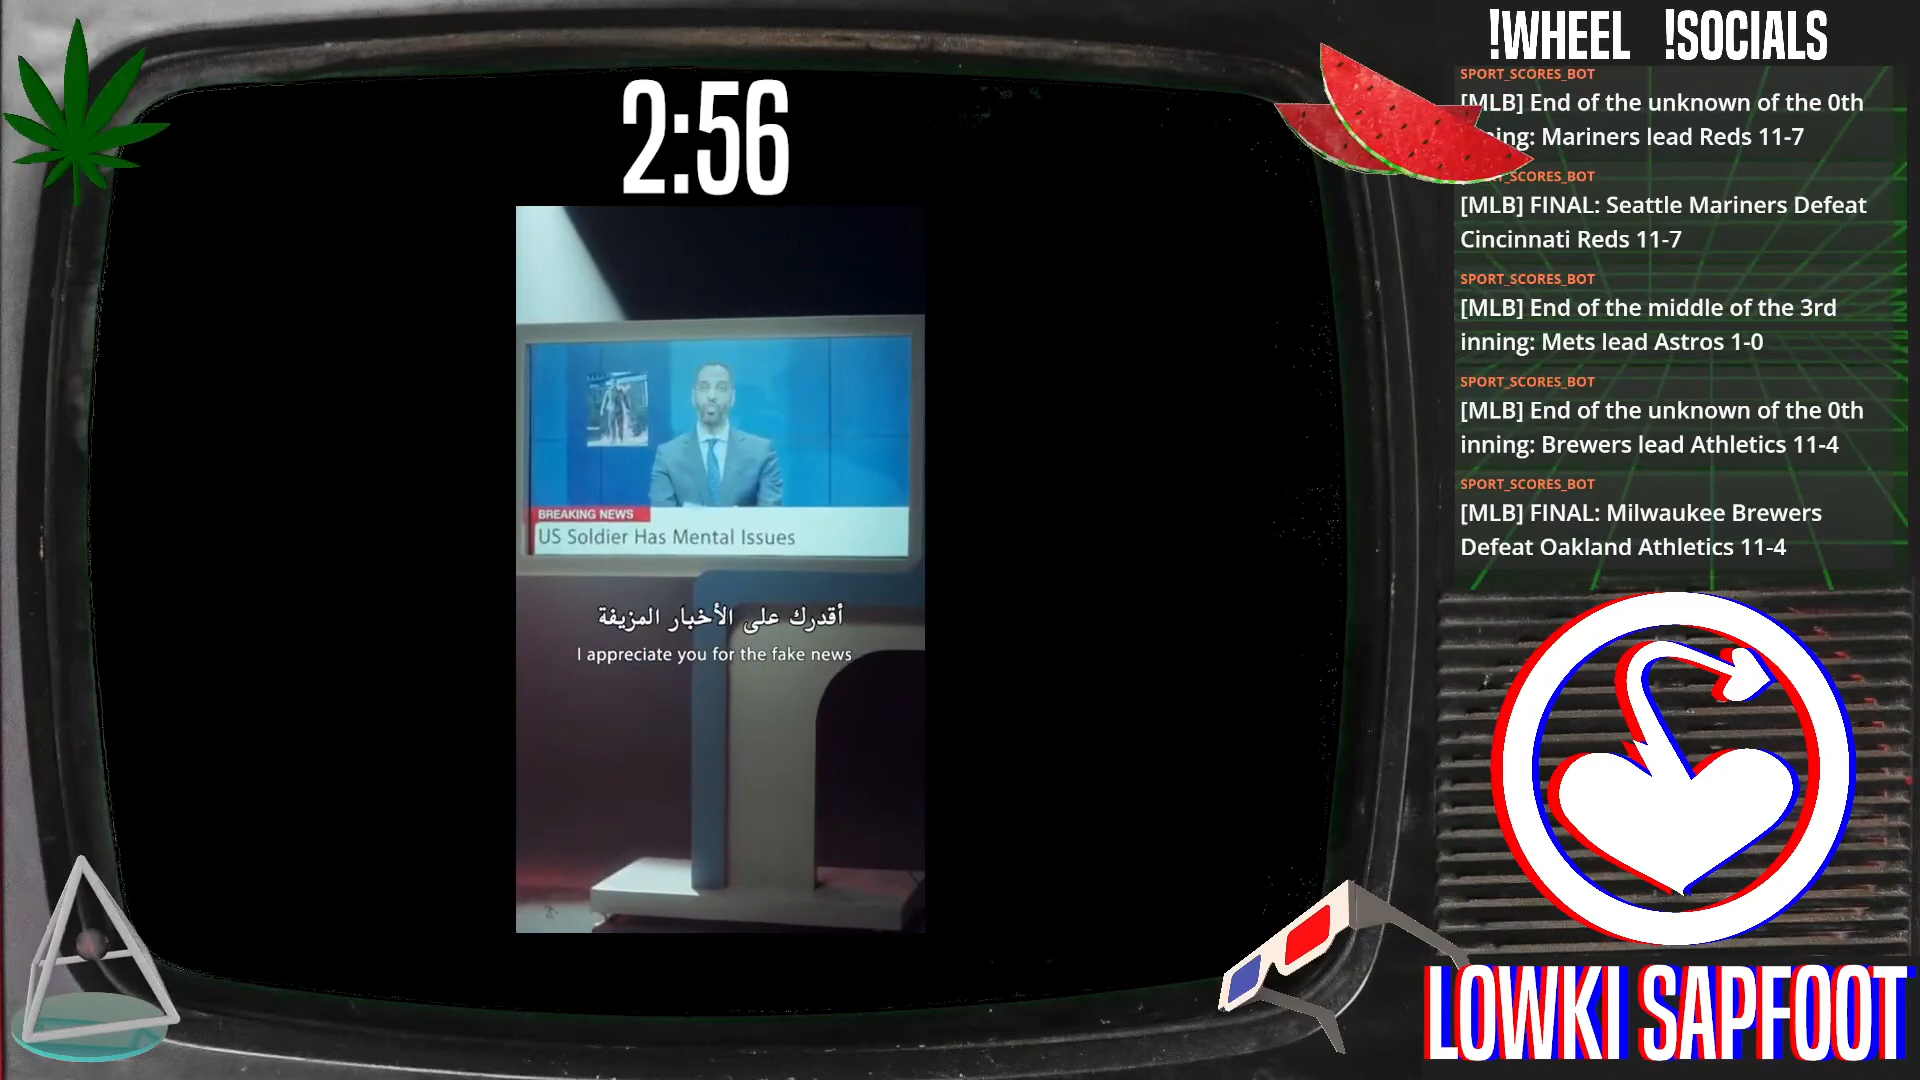 !WHEEL !SOCIALS
2:56
BREAKING NEWS
US Soldier Has Mental Issues
أقدرك على الأخبار المزيفة
I appreciate you for the fake news
SPORT_SCORES_BOT
[MLB] End of the unknown of the 0th
ing: Mariners lead Reds 11-7
SCORES_BOT
[MLB] FINAL: Seattle Mariners Defeat
Cincinnati Reds 11-7
SPORT_SCORES_BOT
[MLB] End of the middle of the 3rd
inning: Mets lead Astros 1-0
SPORT_SCORES_BOT
[MLB] End of the unknown of the 0th
inning: Brewers lead Athletics 11-4
SPORT_SCORES_BOT
[MLB] FINAL: Milwaukee Brewers
Defeat Oakland Athletics 11-4
LOWKI SAPFOOT